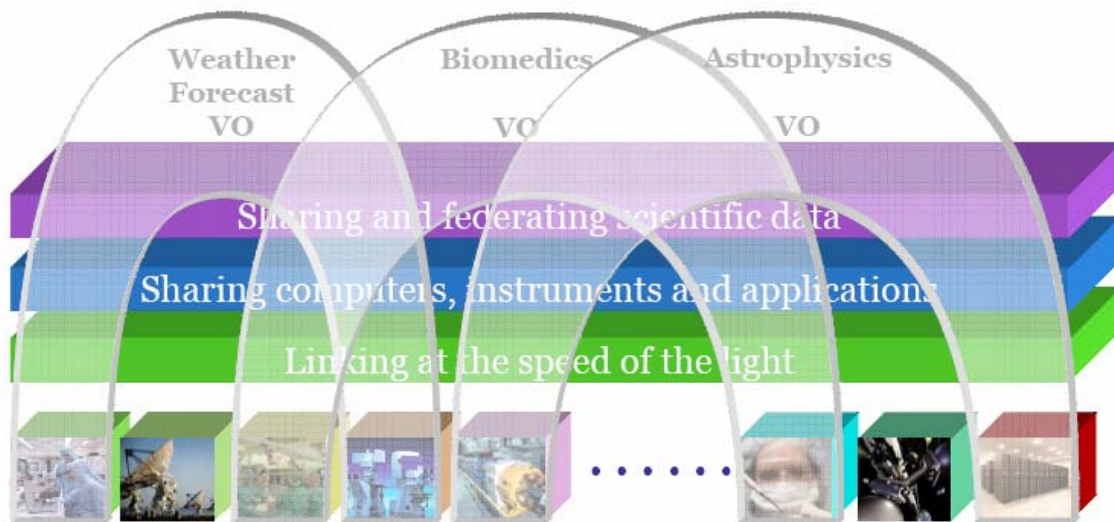 Weather
Forecast
VO
Biomedics
VO
Astrophysics
VO
Sharing and federating scientific data
Sharing computers, instruments and applications
Linking at the speed of the light